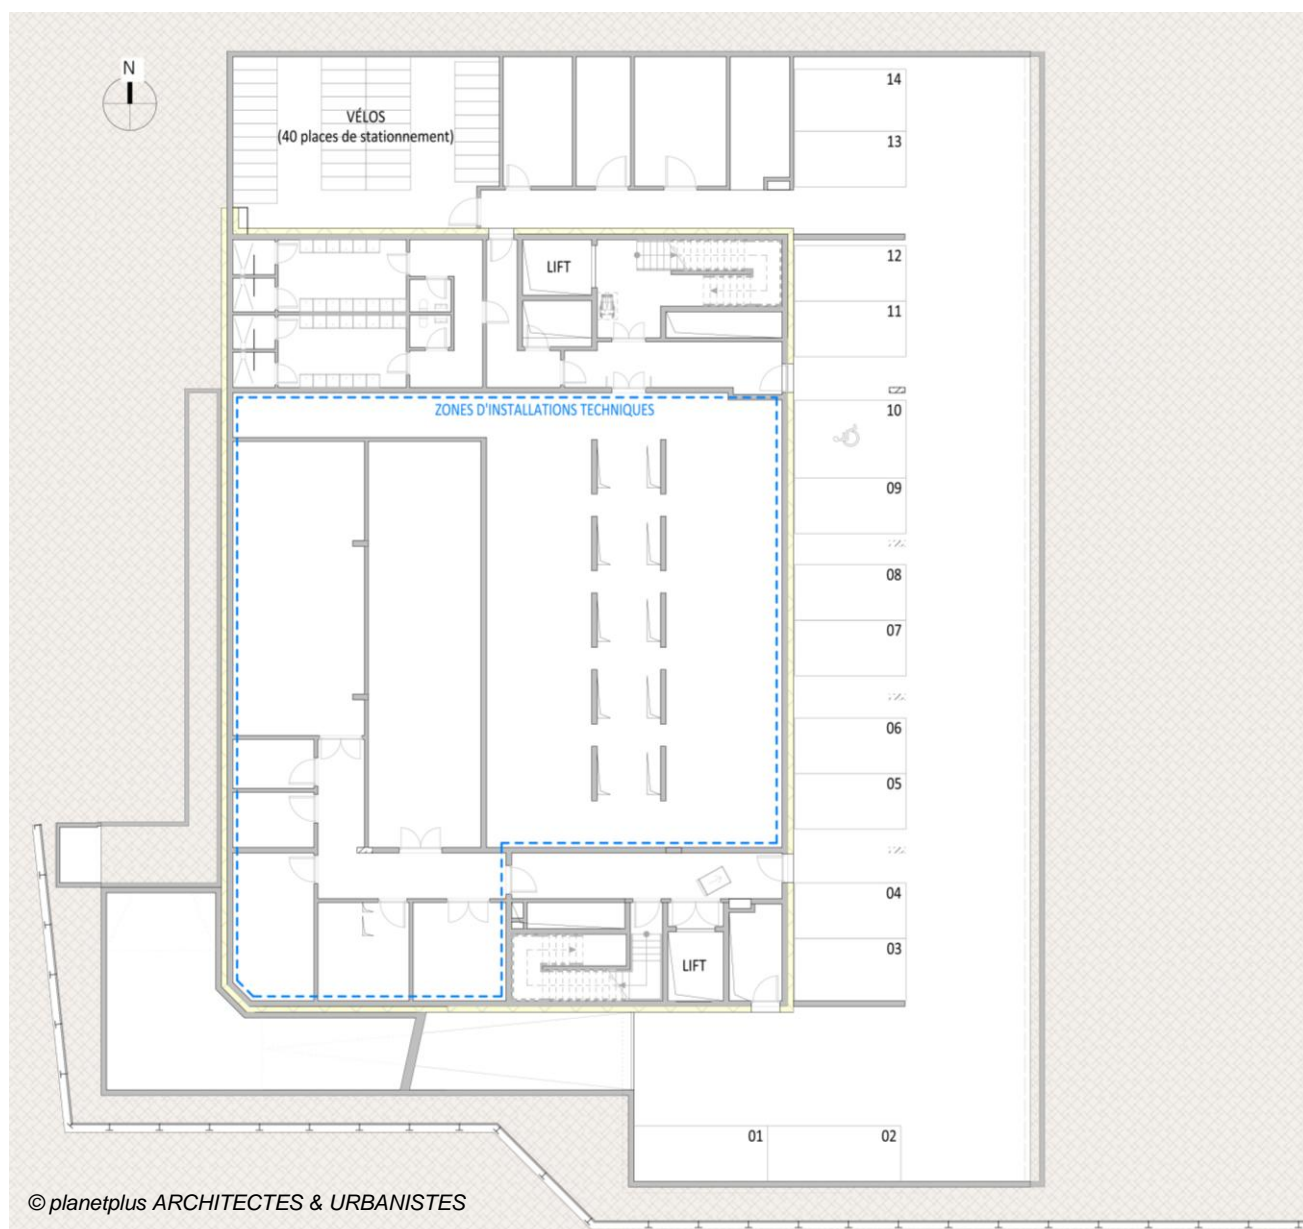 N
VÉLOS
(40 places de stationnement)
14
13
LIFT
12
11
ZONES D'INSTALLATIONS TECHNIQUES
10
09
08
07
06
05
04
03
LIFT
01
02
© planetplus ARCHITECTES & URBANISTES